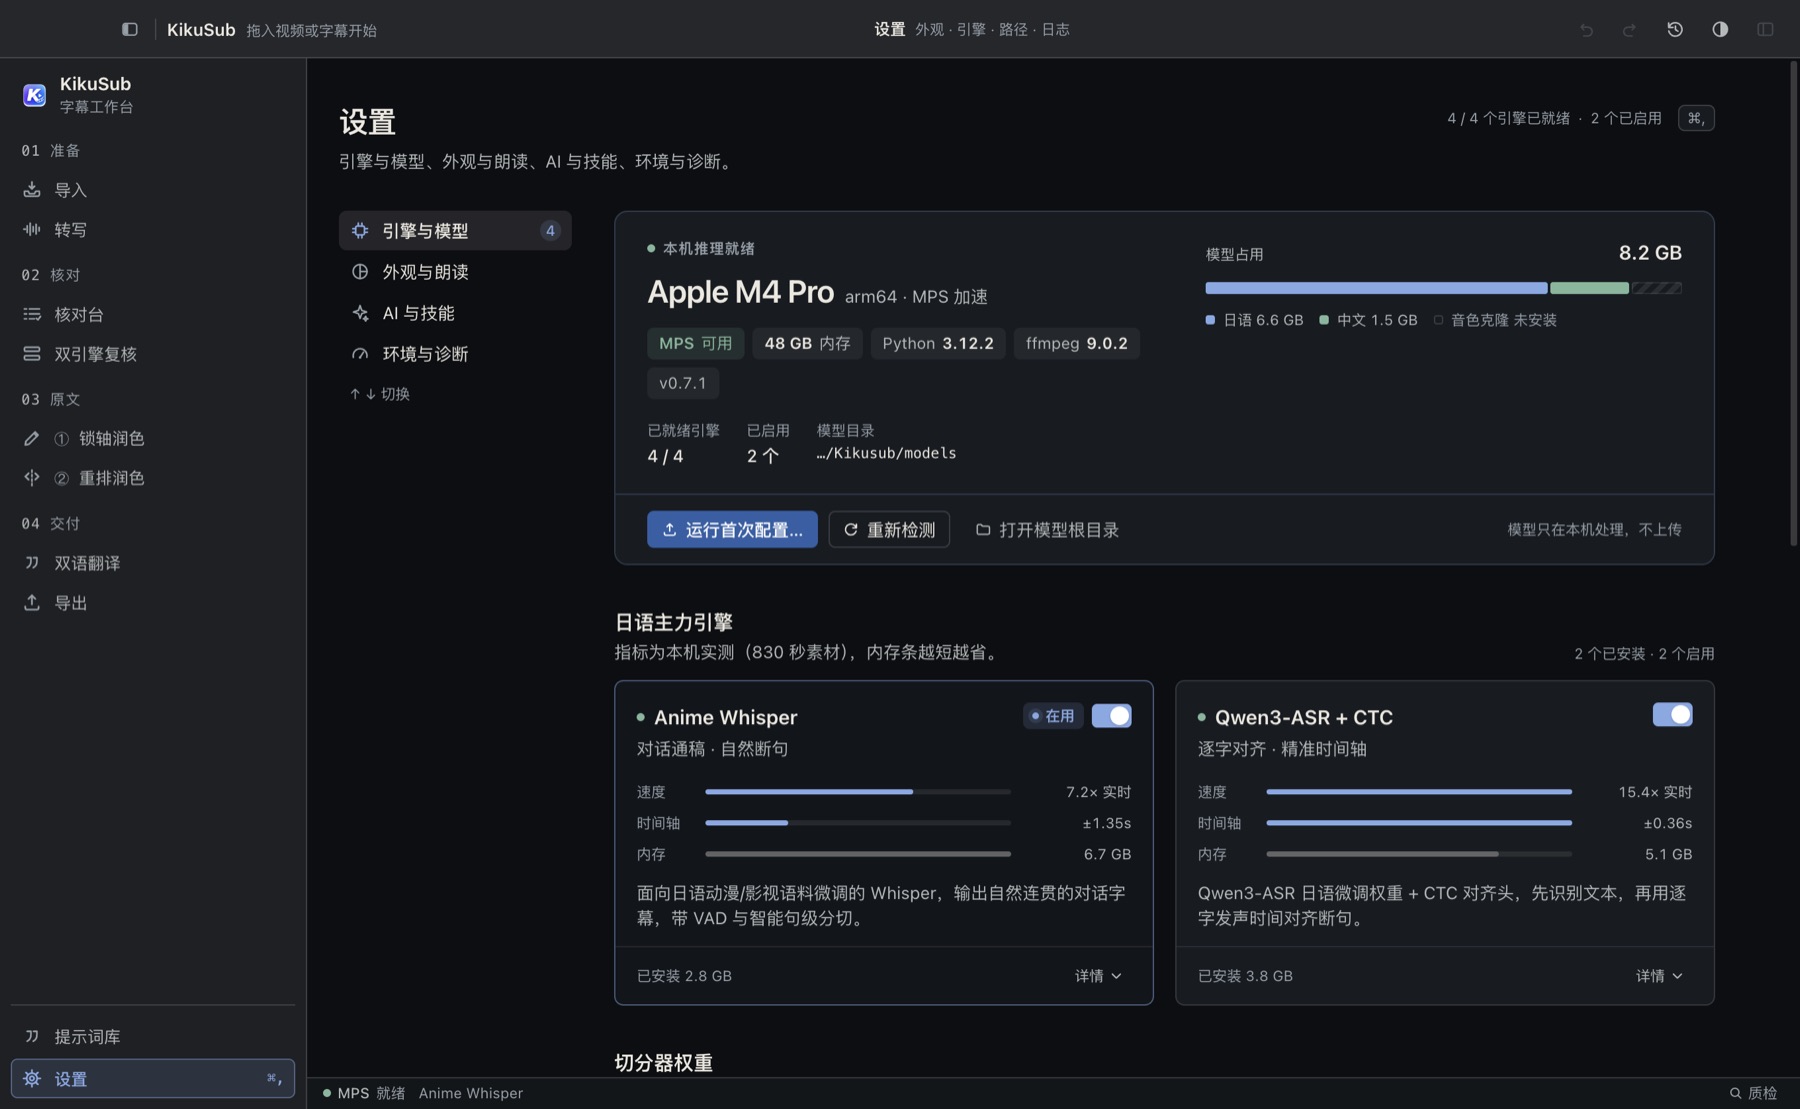 KikuSub 拖入视频或字幕开始
设置 外观 · 引擎 · 路径 · 日志
KikuSub
字幕工作台
01 准备
导入
转写
02 核对
核对台
双引擎复核
03 原文
① 锁轴润色
② 重排润色
04 交付
双语翻译
导出
提示词库
设置 ⌘,
设置
4 / 4 个引擎已就绪 · 2 个已启用 ⌘,
引擎与模型、外观与朗读、AI 与技能、环境与诊断。
引擎与模型 4
外观与朗读
AI 与技能
环境与诊断
↑ ↓ 切换
本机推理就绪
Apple M4 Pro arm64 · MPS 加速
MPS 可用 48 GB 内存 Python 3.12.2 ffmpeg 9.0.2
v0.7.1
已就绪引擎 已启用 模型目录
4 / 4 2 个 …/Kikusub/models
模型占用 8.2 GB
日语 6.6 GB 中文 1.5 GB 音色克隆 未安装
运行首次配置... 重新检测 打开模型根目录 模型只在本机处理，不上传
日语主力引擎
指标为本机实测（830 秒素材），内存条越短越省。 2 个已安装 · 2 个启用
Anime Whisper 在用
对话通稿 · 自然断句
速度 7.2× 实时
时间轴 ±1.35s
内存 6.7 GB
面向日语动漫/影视语料微调的 Whisper，输出自然连贯的对话字
幕，带 VAD 与智能句级分切。
已安装 2.8 GB 详情
Qwen3-ASR + CTC
逐字对齐 · 精准时间轴
速度 15.4× 实时
时间轴 ±0.36s
内存 5.1 GB
Qwen3-ASR 日语微调权重 + CTC 对齐头，先识别文本，再用逐
字发声时间对齐断句。
已安装 3.8 GB 详情
切分器权重
MPS 就绪 Anime Whisper 质检